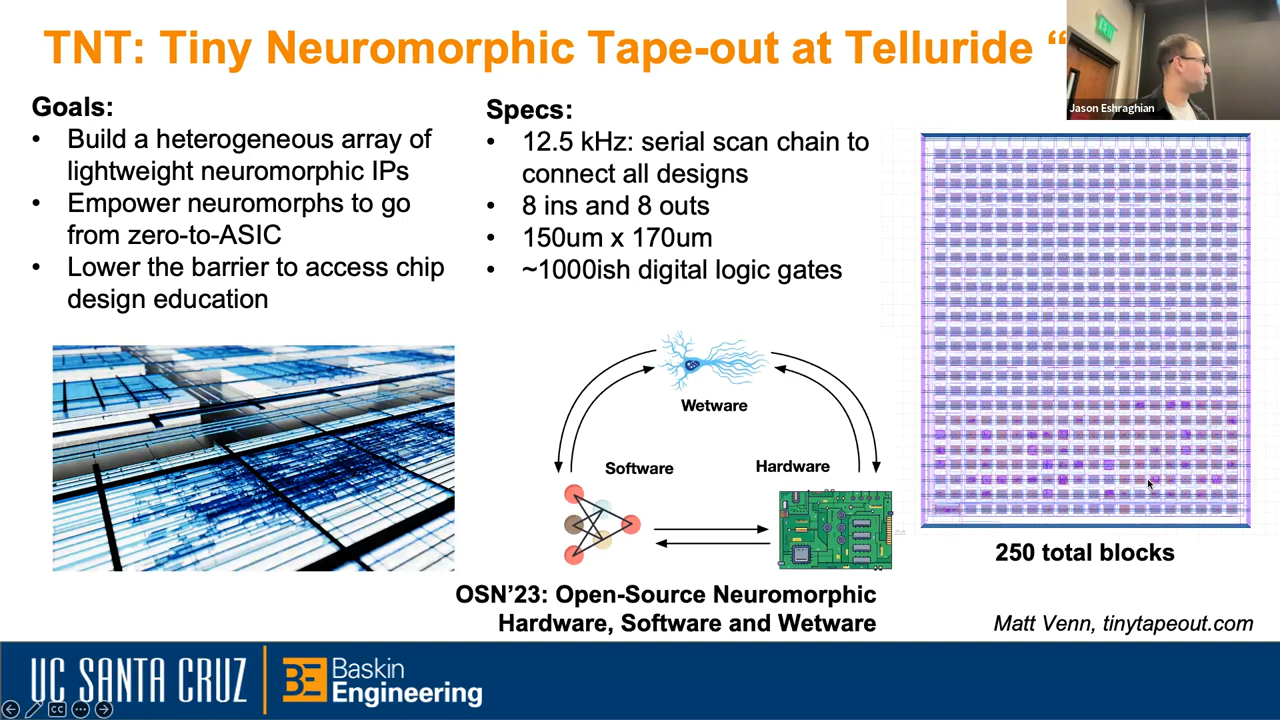 TNT: Tiny Neuromorphic Tape-out at Telluride “
EXIT
Jason Eshraghian
Goals:
• Build a heterogeneous array of
lightweight neuromorphic IPs
• Empower neuromorphs to go
from zero-to-ASIC
• Lower the barrier to access chip
design education
Specs:
• 12.5 kHz: serial scan chain to
connect all designs
• 8 ins and 8 outs
• 150um x 170um
• ~1000ish digital logic gates
Wetware
Software
Hardware
OSN’23: Open-Source Neuromorphic
Hardware, Software and Wetware
250 total blocks
Matt Venn, tinytapeout.com
UC SANTA CRUZ
BE
Baskin
Engineering
CC